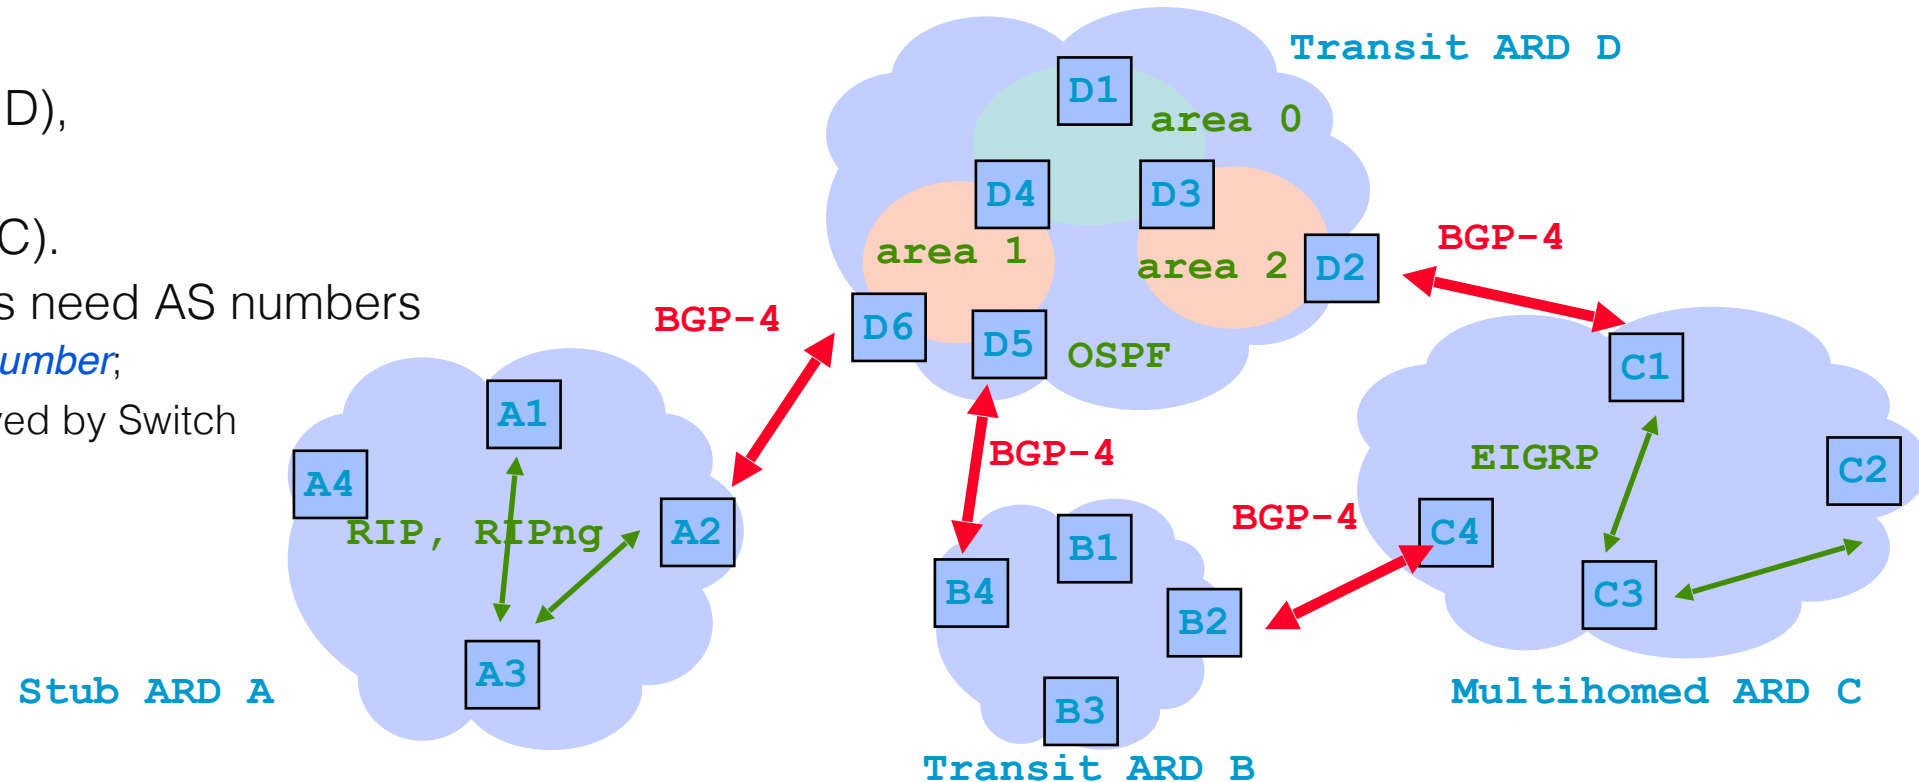 D),
C).
s need AS numbers
umber;
ved by Switch
Transit ARD D
D1
area 0
D4
D3
area 1
area 2
D2
D6
D5
OSPF
BGP-4
BGP-4
BGP-4
BGP-4
A1
A4
RIP, RIPng
A2
A3
Stub ARD A
B1
B4
B2
B3
Transit ARD B
C1
EIGRP
C2
C4
C3
Multihomed ARD C